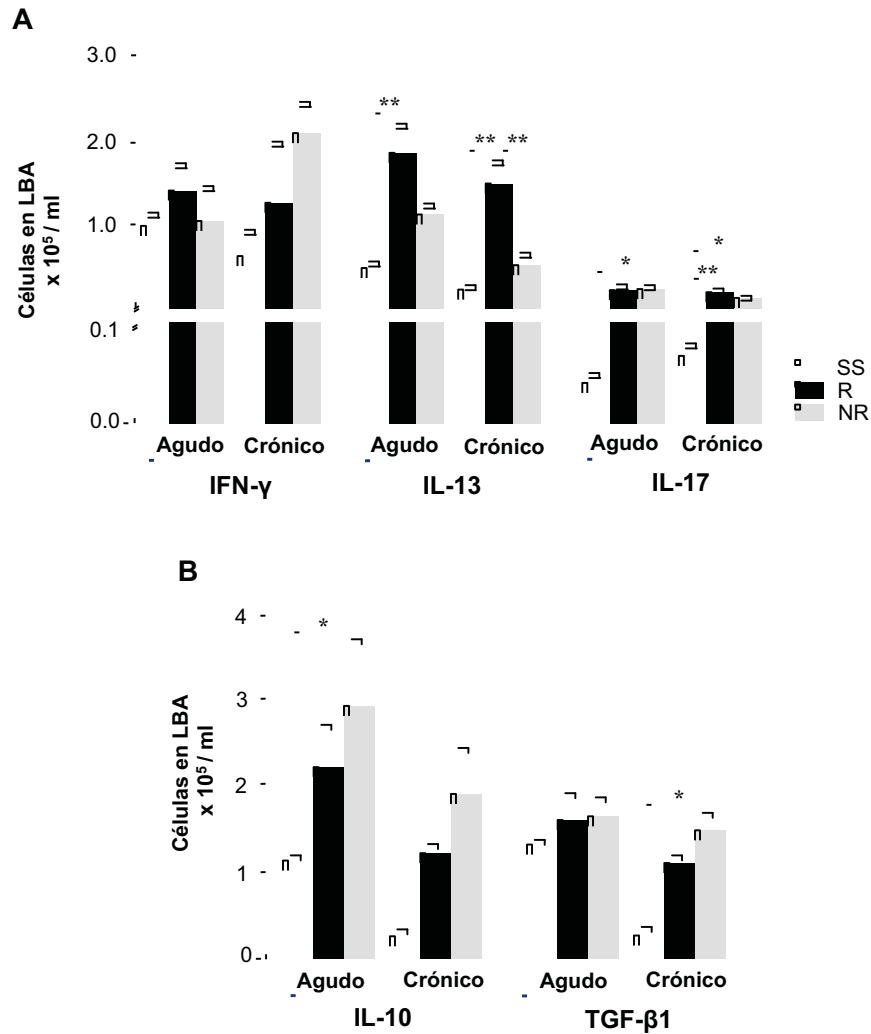 A
3.0
2.0
1.0
0.1
0.0
Células en LBA
x 10⁵ / ml
**
** **
*
*
**
SS
R
NR
Agudo Crónico Agudo Crónico Agudo Crónico
IFN-γ IL-13 IL-17
B
4
3
2
1
0
Células en LBA
x 10⁵ / ml
*
*
Agudo Crónico Agudo Crónico
IL-10 TGF-β1